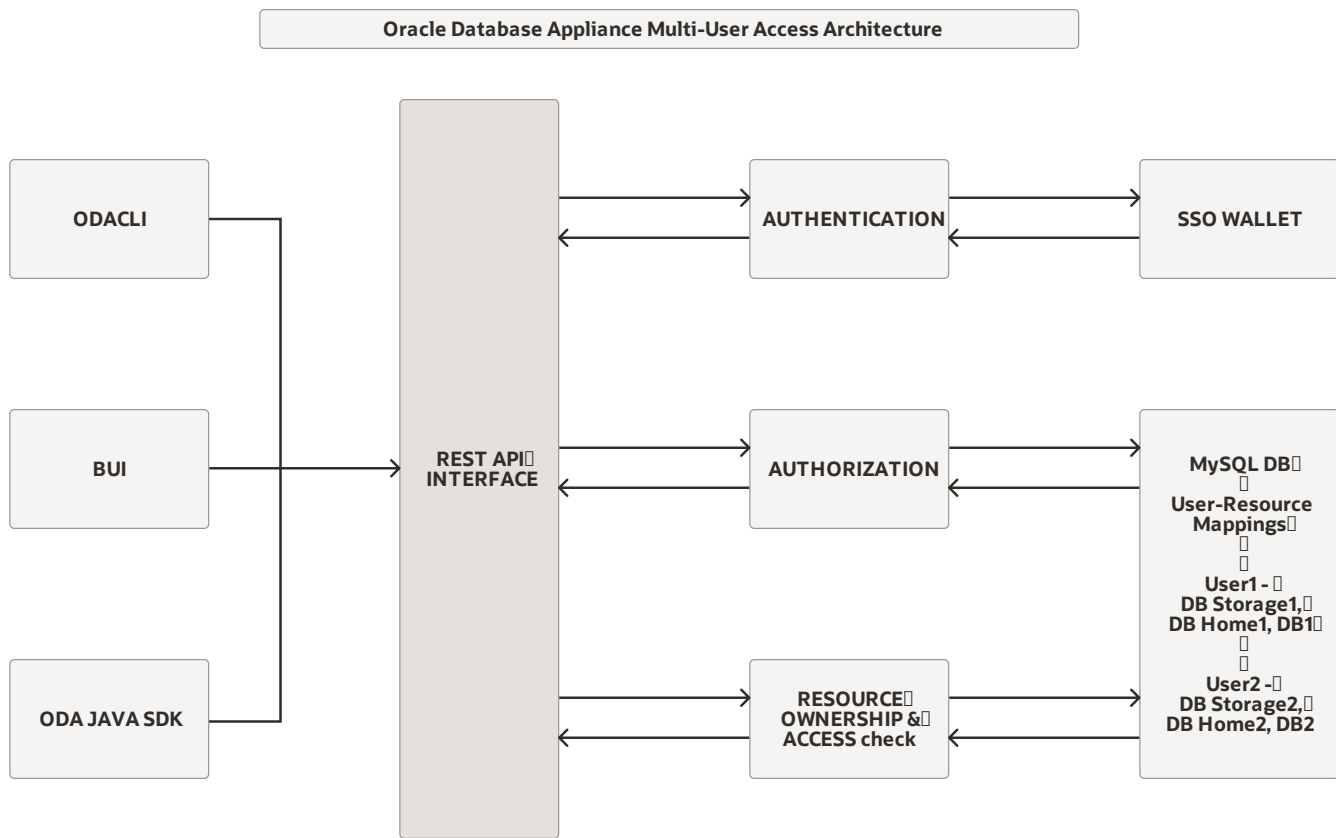 Oracle Database Appliance Multi-User Access Architecture
ODACLI
BUI
ODA JAVA SDK
REST API
INTERFACE
AUTHENTICATION
AUTHORIZATION
RESOURCE
OWNERSHIP &
ACCESS check
SSO WALLET
MySQL DB
User-Resource
Mappings
User1 -
DB Storage1,
DB Home1, DB1
User2 -
DB Storage2,
DB Home2, DB2